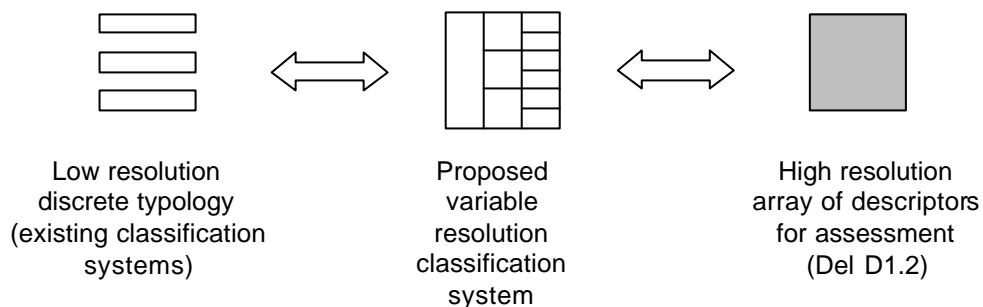 Low resolution
discrete typology
(existing classification
systems)
Proposed
variable
resolution
classification
system
High resolution
array of descriptors
for assessment
(Del D1.2)